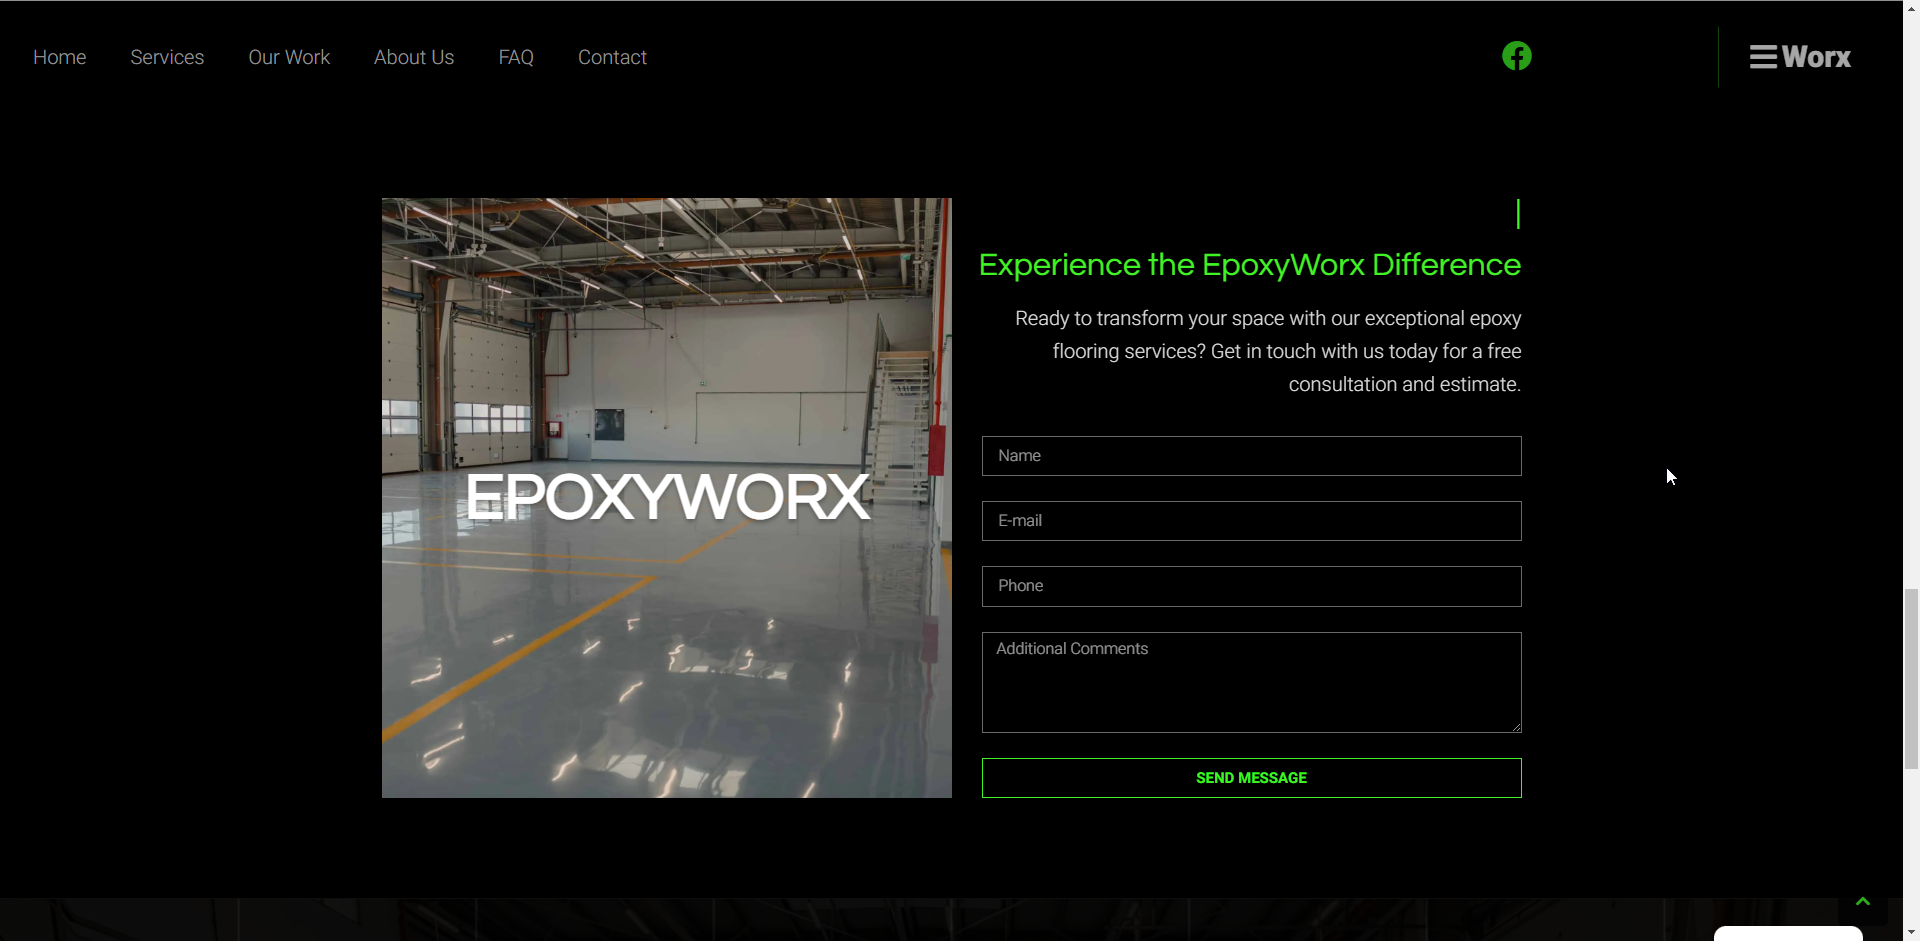 Home
Services
Our Work
About Us
FAQ
Contact
Worx
EPOXYWORX
Experience the EpoxyWorx Difference
Ready to transform your space with our exceptional epoxy
flooring services? Get in touch with us today for a free
consultation and estimate.
Name
E-mail
Phone
Additional Comments
SEND MESSAGE